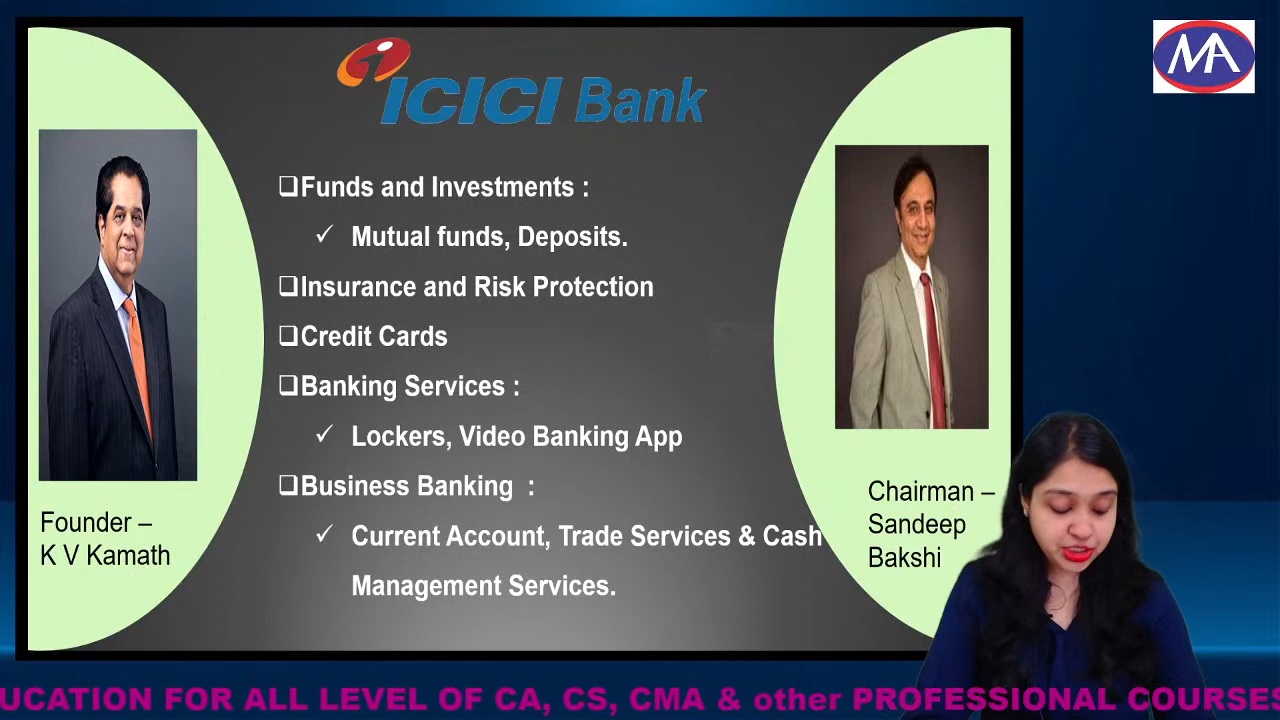 MA
ICICI Bank
Funds and Investments :
Mutual funds, Deposits.
Insurance and Risk Protection
Credit Cards
Banking Services :
Lockers, Video Banking App
Business Banking :
Current Account, Trade Services & Cash
Management Services.
Founder –
K V Kamath
Chairman –
Sandeep
Bakshi
UCATION FOR ALL LEVEL OF CA, CS, CMA & other PROFESSIONAL COURSES